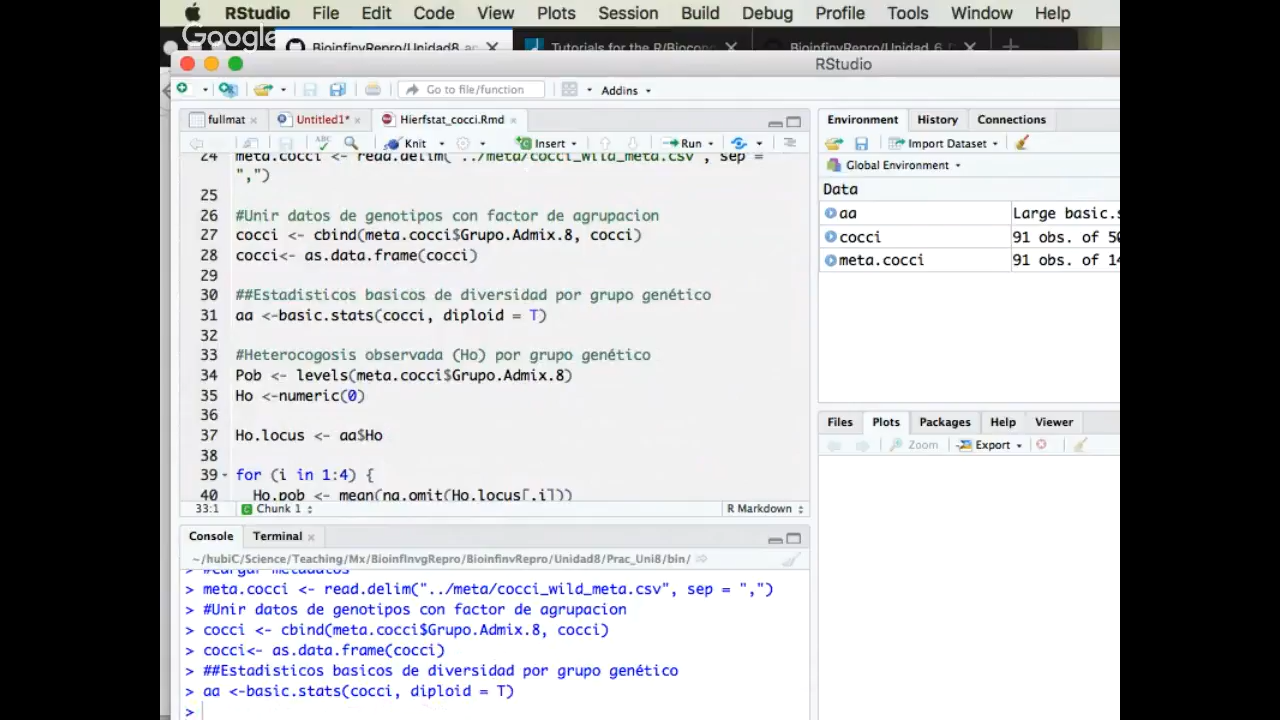 RStudio File Edit Code View Plots Session Build Debug Profile Tools Window Help
Google
BioinfinvRepro/Unidad8 Tutorials for the R/Biocon BioinfinvRepro/Unidad_6
RStudio
Go to file/function Addins
fullmat Untitled1* Hierfstat_cocci.Rmd
ABC Knit Insert Run
24 meta.cocci <- read.delim("../meta/cocci_wild_meta.csv", sep =
",")
25
26 #Unir datos de genotipos con factor de agrupacion
27 cocci <- cbind(meta.cocci$Grupo.Admix.8, cocci)
28 cocci<- as.data.frame(cocci)
29
30 ##Estadisticos basicos de diversidad por grupo genético
31 aa <-basic.stats(cocci, diploid = T)
32
33 #Heterocogosis observada (Ho) por grupo genético
34 Pob <- levels(meta.cocci$Grupo.Admix.8)
35 Ho <-numeric(0)
36
37 Ho.locus <- aa$Ho
38
39 for (i in 1:4) {
40 Ho.pob <- mean(na.omit(Ho.locus[,i]))
33:1 Chunk 1 R Markdown
Console Terminal
~/hubiC/Science/Teaching/Mx/BioinfInvgRepro/BioinfinvRepro/Unidad8/Prac_Uni8/bin/
> #Cargar metadatos
> meta.cocci <- read.delim("../meta/cocci_wild_meta.csv", sep = ",")
> #Unir datos de genotipos con factor de agrupacion
> cocci <- cbind(meta.cocci$Grupo.Admix.8, cocci)
> cocci<- as.data.frame(cocci)
> ##Estadisticos basicos de diversidad por grupo genético
> aa <-basic.stats(cocci, diploid = T)
>
Environment History Connections
Import Dataset
Global Environment
Data
aa Large basic.s
cocci 91 obs. of 50
meta.cocci 91 obs. of 14
Files Plots Packages Help Viewer
Zoom Export